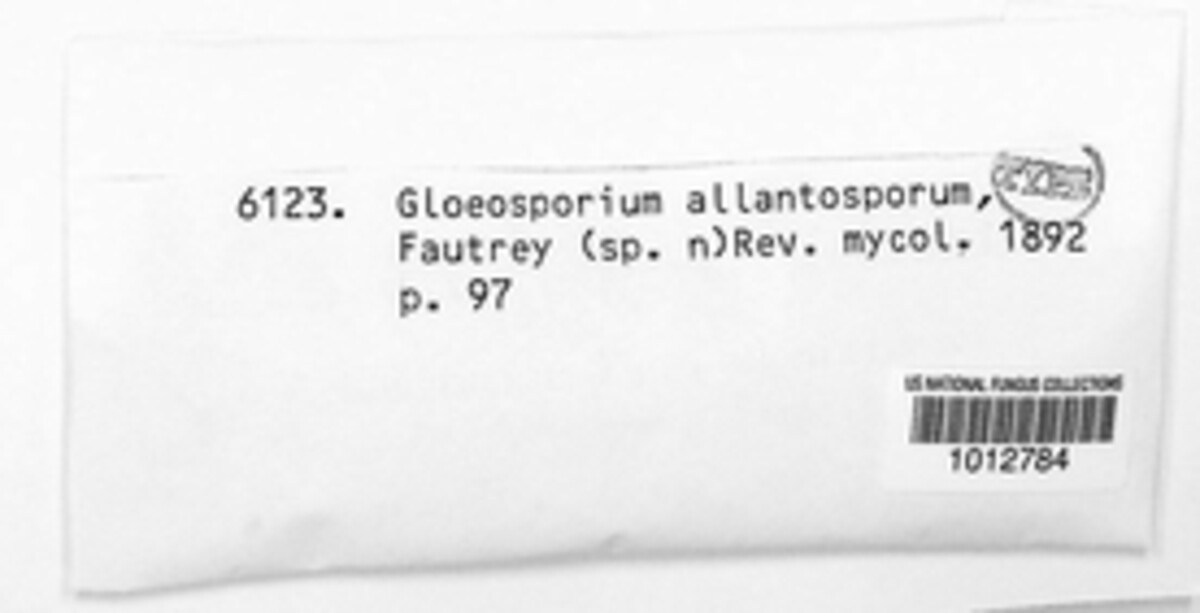 6123. Gloeosporium allantosporum,
Fautrey (sp. n)Rev. mycol. 1892
p. 97
US NATIONAL FUNGUS COLLECTIONS
1012784